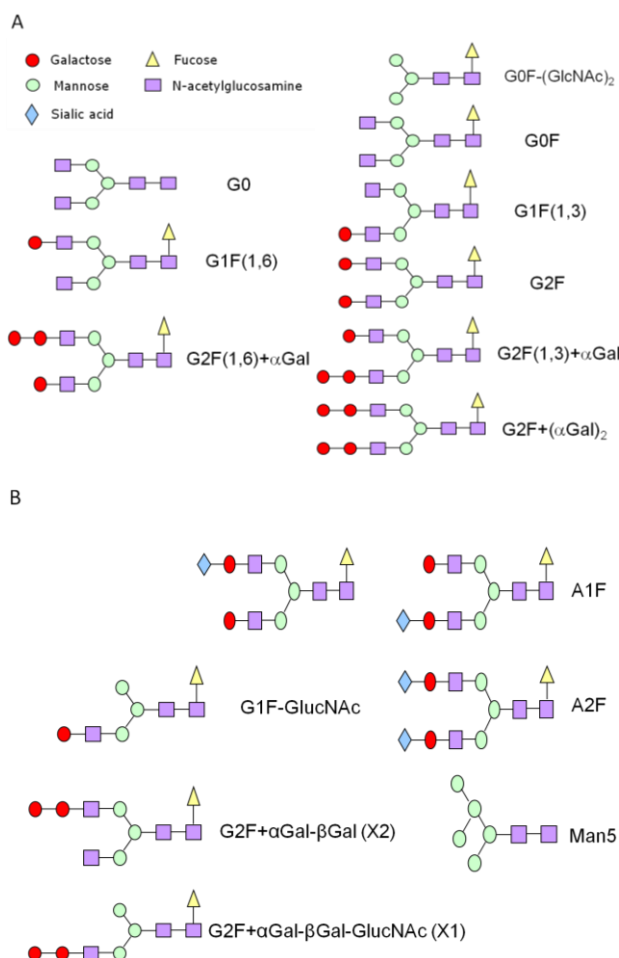 A
Galactose
Fucose
Mannose
N-acetylglucosamine
Sialic acid
G0F-(GlcNAc)2
G0F
G0
G1F(1,3)
G1F(1,6)
G2F
G2F(1,6)+αGal
G2F(1,3)+αGal
G2F+(αGal)2
B
A1F
G1F-GlucNAc
A2F
G2F+αGal-βGal (X2)
Man5
G2F+αGal-βGal-GlucNAc (X1)